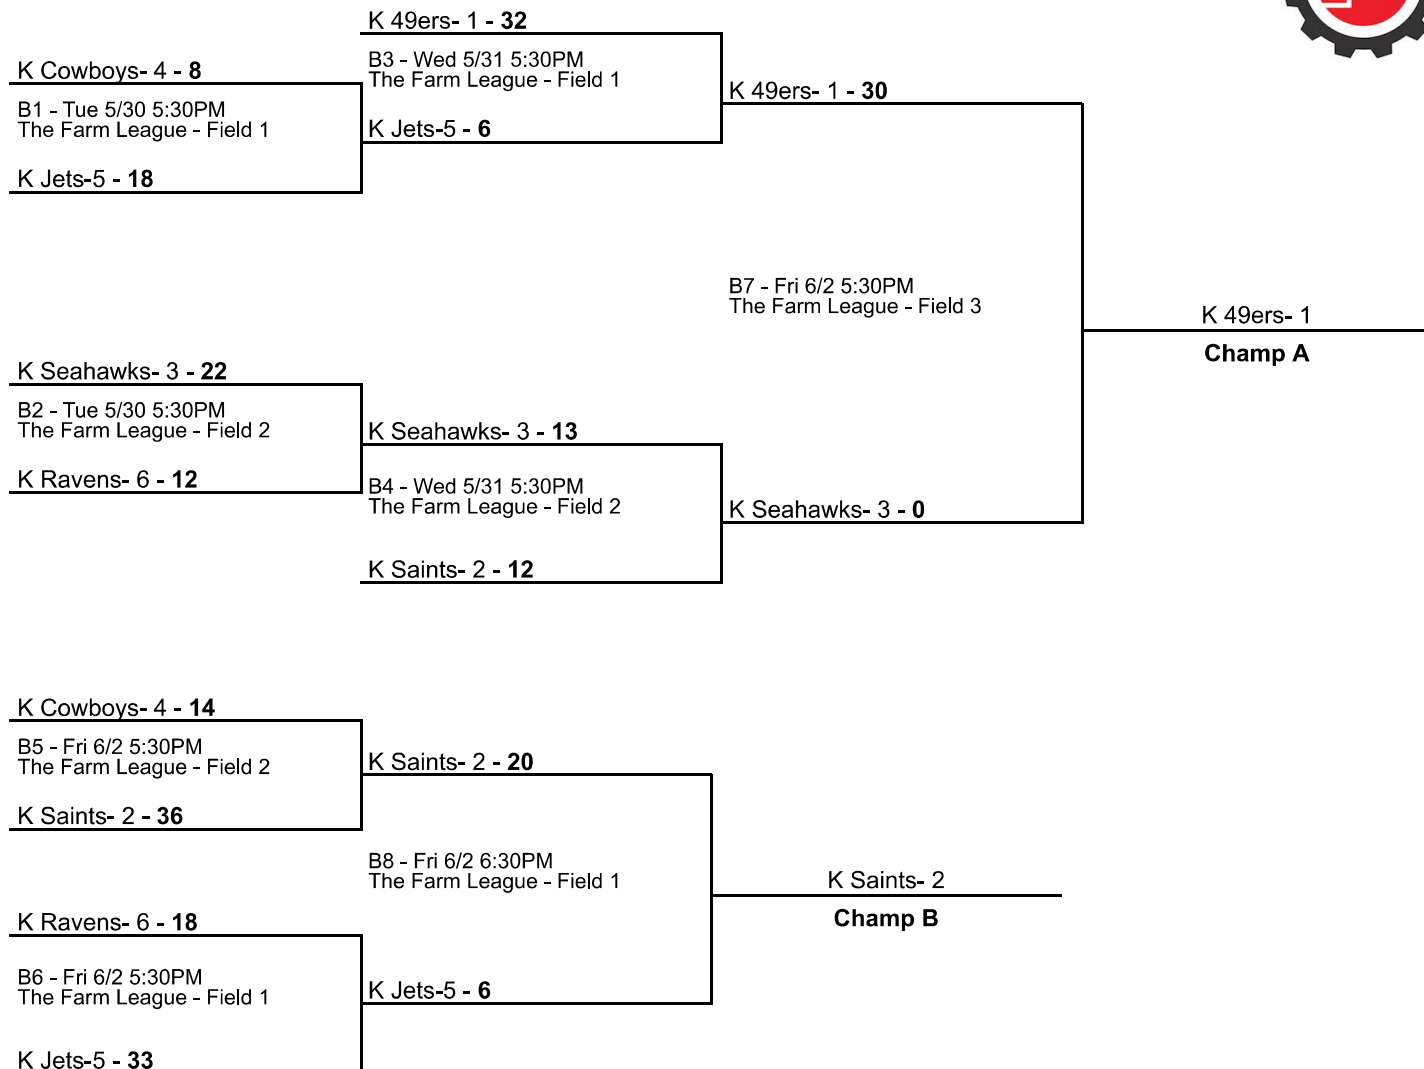 K 49ers- 1 - 32
K Cowboys- 4 - 8
B3 - Wed 5/31 5:30PM
The Farm League - Field 1
K 49ers- 1 - 30
B1 - Tue 5/30 5:30PM
The Farm League - Field 1
K Jets-5 - 6
K Jets-5 - 18
B7 - Fri 6/2 5:30PM
The Farm League - Field 3
K 49ers- 1
Champ A
K Seahawks- 3 - 22
B2 - Tue 5/30 5:30PM
The Farm League - Field 2
K Seahawks- 3 - 13
K Ravens- 6 - 12
B4 - Wed 5/31 5:30PM
The Farm League - Field 2
K Seahawks- 3 - 0
K Saints- 2 - 12
K Cowboys- 4 - 14
B5 - Fri 6/2 5:30PM
The Farm League - Field 2
K Saints- 2 - 20
K Saints- 2 - 36
B8 - Fri 6/2 6:30PM
The Farm League - Field 1
K Saints- 2
Champ B
K Ravens- 6 - 18
B6 - Fri 6/2 5:30PM
The Farm League - Field 1
K Jets-5 - 6
K Jets-5 - 33